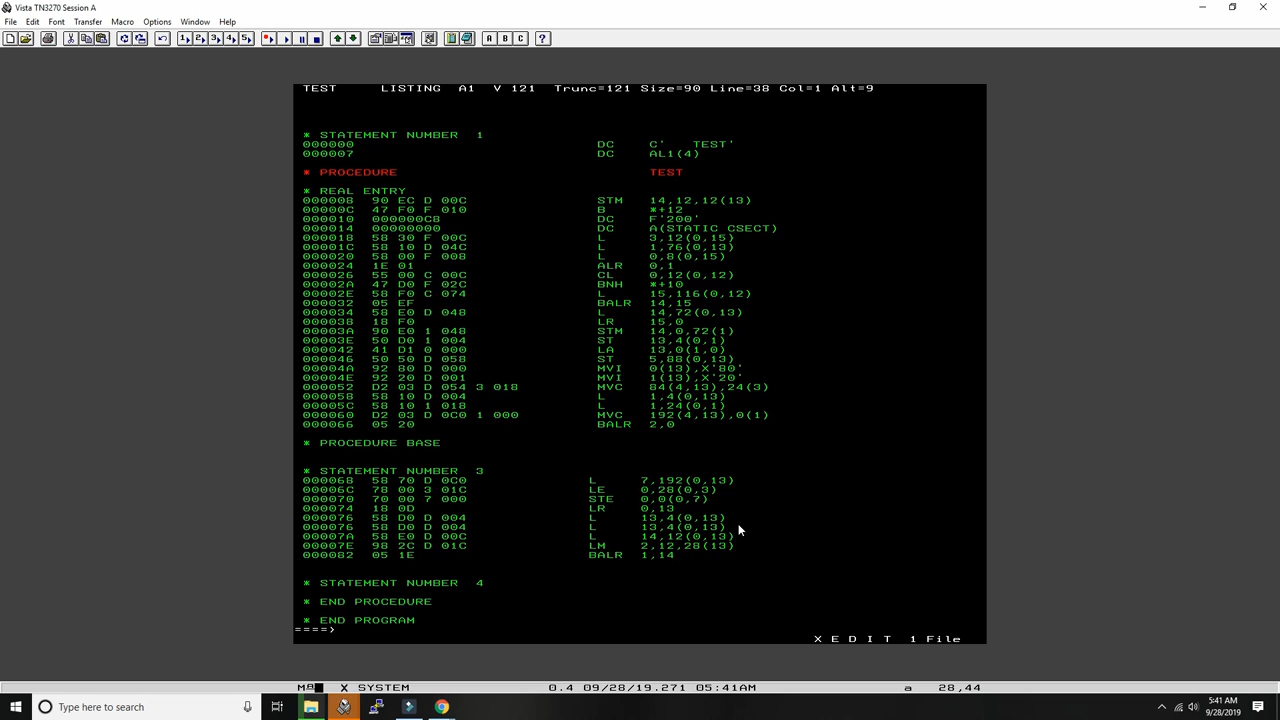 Vista TN3270 Session A
File Edit Font Transfer Macro Options Window Help
1 2 3 4 5 A B C ?
TEST LISTING A1 V 121 Trunc=121 Size=90 Line=38 Col=1 Alt=9
* STATEMENT NUMBER 1
000000 DC C' TEST'
000007 DC AL1(4)
* PROCEDURE TEST
* REAL ENTRY
000008 90 EC D 00C STM 14,12,12(13)
00000C 47 F0 F 010 B *+12
000010 000000C8 DC F'200'
000014 00000000 DC A(STATIC CSECT)
000018 58 30 F 00C L 3,12(0,15)
00001C 58 10 D 04C L 1,76(0,13)
000020 58 00 F 008 L 0,8(0,15)
000024 1E 01 ALR 0,1
000026 55 00 C 00C CL 0,12(0,12)
00002A 47 D0 F 02C BNH *+10
00002E 58 F0 C 074 L 15,116(0,12)
000032 05 EF BALR 14,15
000034 58 E0 D 048 L 14,72(0,13)
000038 18 F0 LR 15,0
00003A 90 E0 1 048 STM 14,0,72(1)
00003E 50 D0 1 004 ST 13,4(0,1)
000042 41 D1 0 000 LA 13,0(1,0)
000046 50 50 D 058 ST 5,88(0,13)
00004A 92 80 D 000 MVI 0(13),X'80'
00004E 92 20 D 001 MVI 1(13),X'20'
000052 D2 03 D 054 3 018 MVC 84(4,13),24(3)
000058 58 10 D 004 L 1,4(0,13)
00005C 58 10 1 018 L 1,24(0,1)
000060 D2 03 D 0C0 1 000 MVC 192(4,13),0(1)
000066 05 20 BALR 2,0
* PROCEDURE BASE
* STATEMENT NUMBER 3
000068 58 70 D 0C0 L 7,192(0,13)
00006C 78 00 3 01C LE 0,28(0,3)
000070 70 00 7 000 STE 0,0(0,7)
000074 18 0D LR 0,13
000076 58 D0 D 004 L 13,4(0,13)
000076 58 D0 D 004 L 13,4(0,13)
00007A 58 E0 D 00C L 14,12(0,13)
00007E 98 2C D 01C LM 2,12,28(13)
000082 05 1E BALR 1,14
* STATEMENT NUMBER 4
* END PROCEDURE
* END PROGRAM
====>
X E D I T 1 File
X SYSTEM 0.4 09/28/19.271 05:41AM a 28,44
Type here to search
5:41 AM
9/28/2019